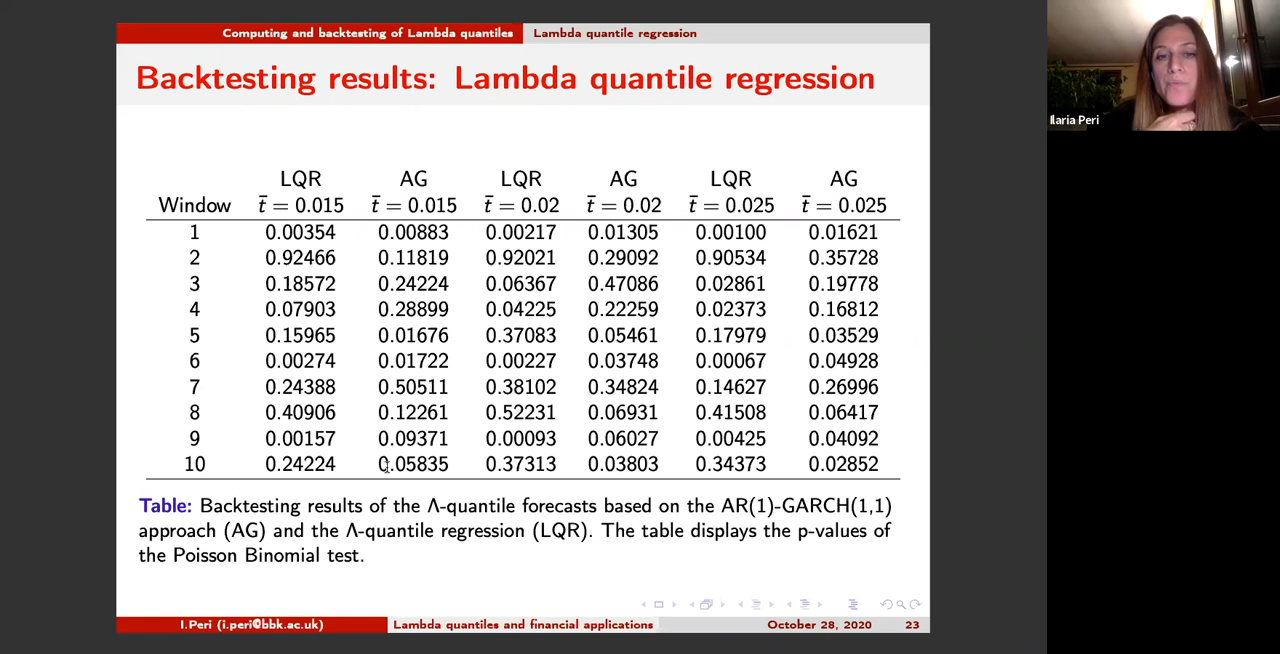 Computing and backtesting of Lambda quantiles Lambda quantile regression
Backtesting results: Lambda quantile regression
LQR AG LQR AG LQR AG
Window t̄ = 0.015 t̄ = 0.015 t̄ = 0.02 t̄ = 0.02 t̄ = 0.025 t̄ = 0.025
1 0.00354 0.00883 0.00217 0.01305 0.00100 0.01621
2 0.92466 0.11819 0.92021 0.29092 0.90534 0.35728
3 0.18572 0.24224 0.06367 0.47086 0.02861 0.19778
4 0.07903 0.28899 0.04225 0.22259 0.02373 0.16812
5 0.15965 0.01676 0.37083 0.05461 0.17979 0.03529
6 0.00274 0.01722 0.00227 0.03748 0.00067 0.04928
7 0.24388 0.50511 0.38102 0.34824 0.14627 0.26996
8 0.40906 0.12261 0.52231 0.06931 0.41508 0.06417
9 0.00157 0.09371 0.00093 0.06027 0.00425 0.04092
10 0.24224 0.05835 0.37313 0.03803 0.34373 0.02852
Table: Backtesting results of the Λ-quantile forecasts based on the AR(1)-GARCH(1,1)
approach (AG) and the Λ-quantile regression (LQR). The table displays the p-values of
the Poisson Binomial test.
I.Peri (i.peri@bbk.ac.uk) Lambda quantiles and financial applications October 28, 2020 23
Ilaria Peri